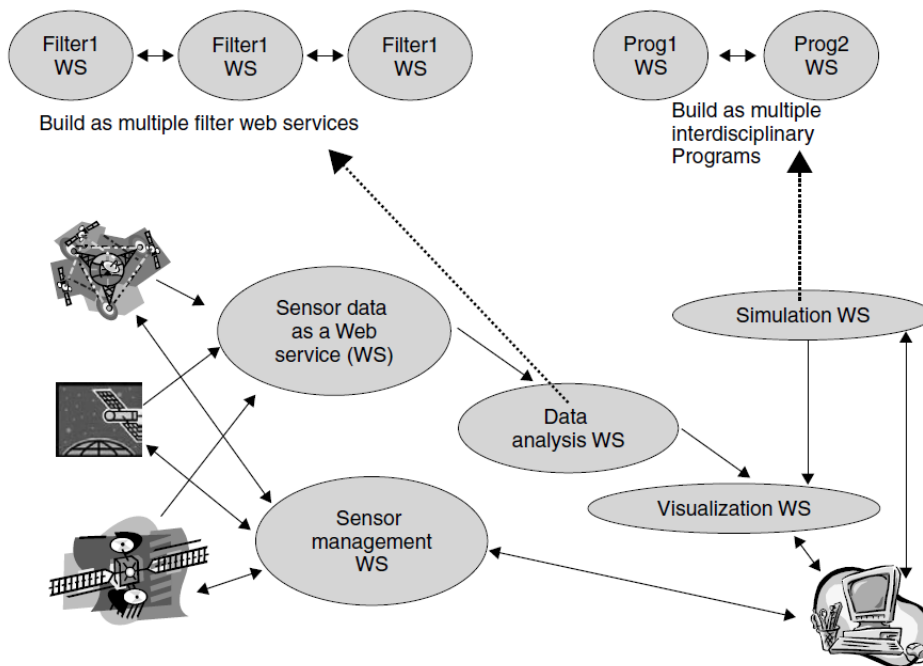 Filter1
WS
Filter1
WS
Filter1
WS
Prog1
WS
Prog2
WS
Build as multiple filter web services
Build as multiple
interdisciplinary
Programs
Sensor data
as a Web
service (WS)
Simulation WS
Data
analysis WS
Visualization WS
Sensor
management
WS